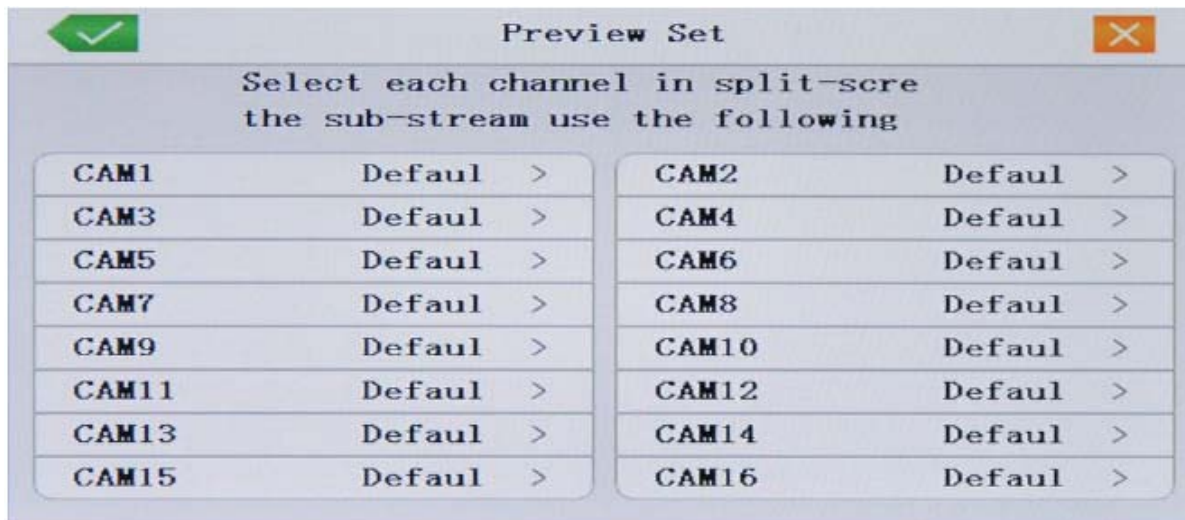 Preview Set
Select each channel in split-scre
the sub-stream use the following
CAM1 Defaul > CAM2 Defaul >
CAM3 Defaul > CAM4 Defaul >
CAM5 Defaul > CAM6 Defaul >
CAM7 Defaul > CAM8 Defaul >
CAM9 Defaul > CAM10 Defaul >
CAM11 Defaul > CAM12 Defaul >
CAM13 Defaul > CAM14 Defaul >
CAM15 Defaul > CAM16 Defaul >